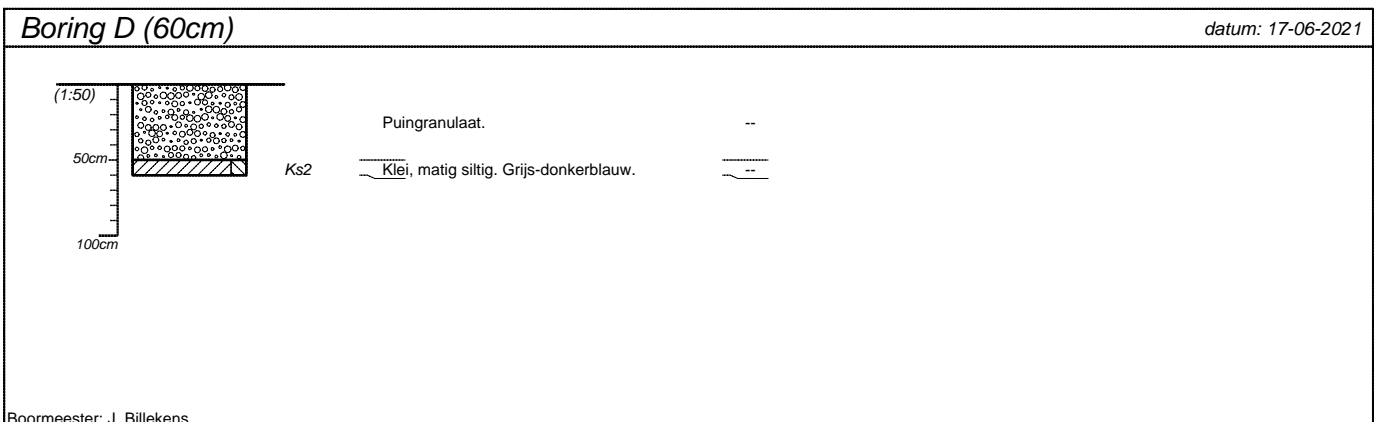 Boring D (60cm)
datum: 17-06-2021
(1:50)
Puingranulaat. --
50cm
Ks2 Klei, matig siltig. Grijs-donkerblauw. --
100cm
Boormeester: J. Billekens